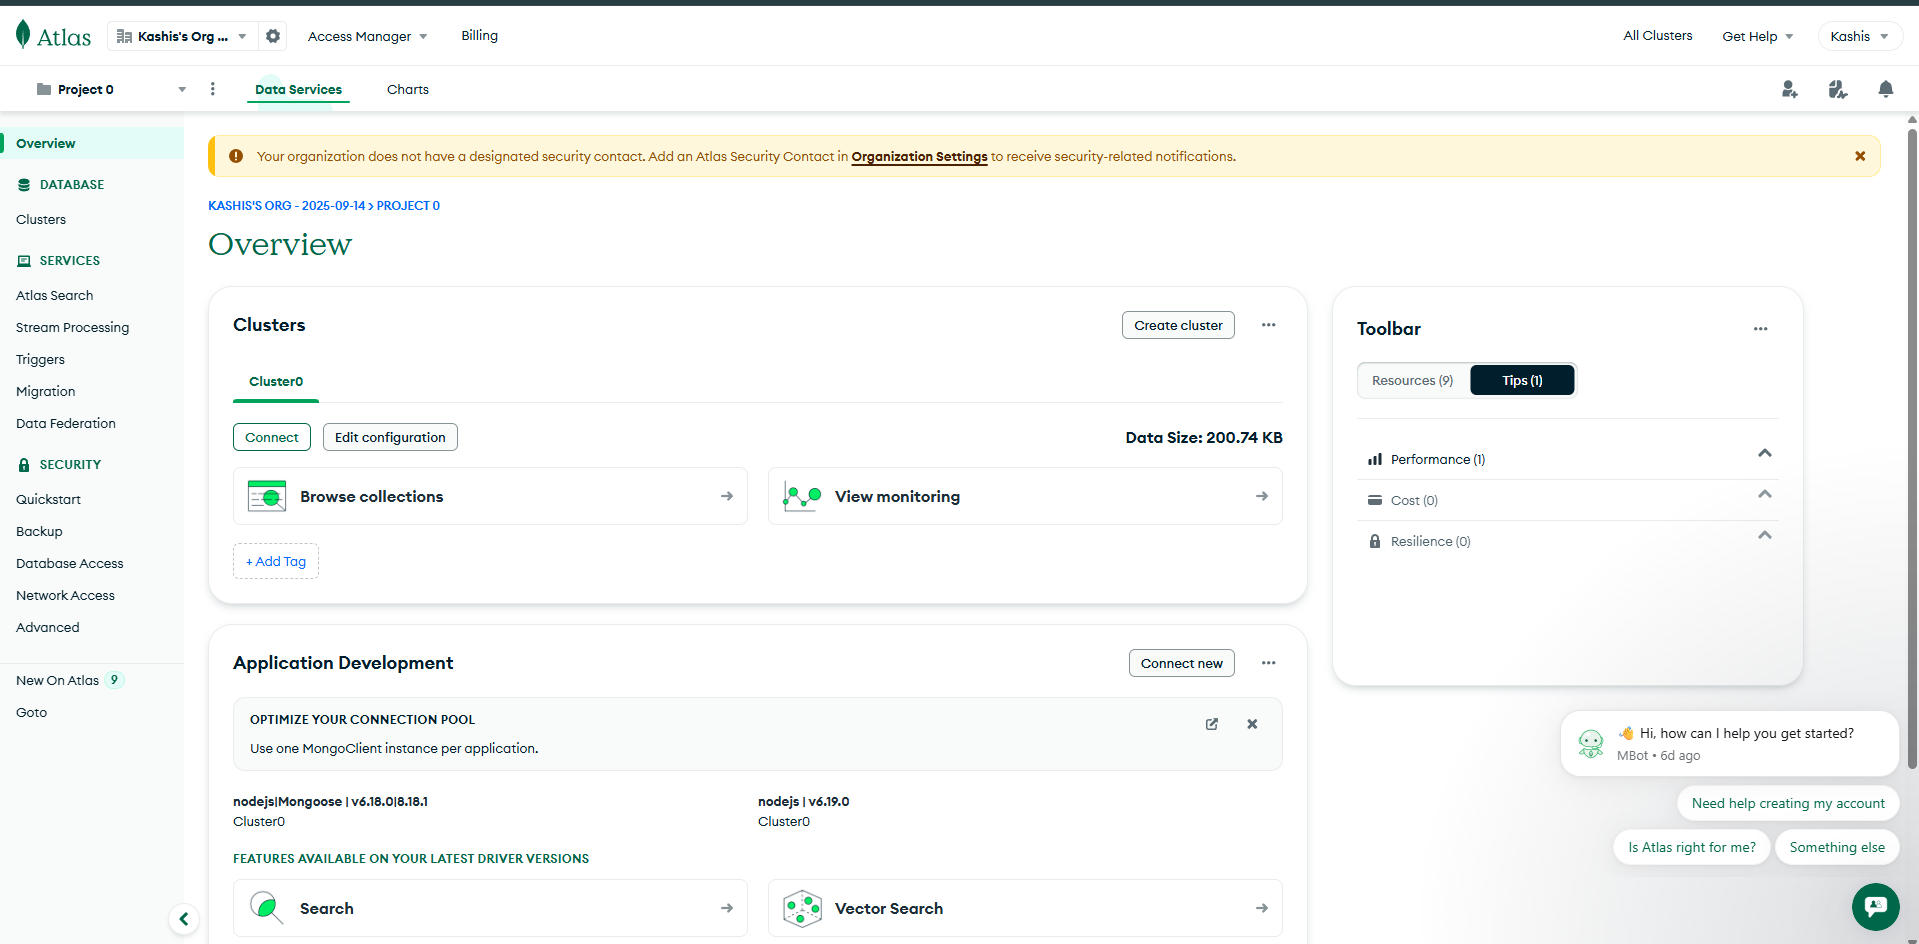 Atlas
Kashis's Org ...
Access Manager
Billing
All Clusters
Get Help
Kashis
Project 0
Data Services
Charts
Overview
DATABASE
Clusters
SERVICES
Atlas Search
Stream Processing
Triggers
Migration
Data Federation
SECURITY
Quickstart
Backup
Database Access
Network Access
Advanced
New On Atlas 9
Goto
Your organization does not have a designated security contact. Add an Atlas Security Contact in Organization Settings to receive security-related notifications.
KASHIS'S ORG - 2025-09-14 > PROJECT 0
Overview
Clusters
Create cluster
Cluster0
Connect
Edit configuration
Data Size: 200.74 KB
Browse collections
View monitoring
+ Add Tag
Application Development
Connect new
OPTIMIZE YOUR CONNECTION POOL
Use one MongoClient instance per application.
nodejs|Mongoose | v6.18.0|8.18.1
Cluster0
nodejs | v6.19.0
Cluster0
FEATURES AVAILABLE ON YOUR LATEST DRIVER VERSIONS
Search
Vector Search
Toolbar
Resources (9)
Tips (1)
Performance (1)
Cost (0)
Resilience (0)
👋 Hi, how can I help you get started?
MBot • 6d ago
Need help creating my account
Is Atlas right for me?
Something else